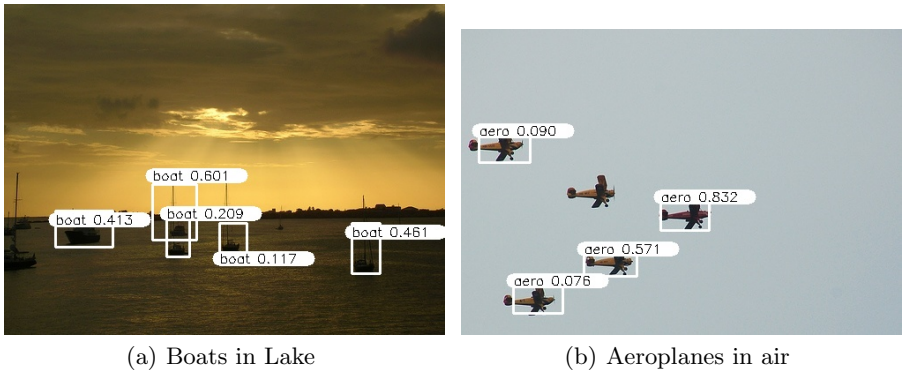 boat 0.601
boat 0.209
boat 0.413
boat 0.461
boat 0.117
aero 0.090
aero 0.832
aero 0.571
aero 0.076
(a) Boats in Lake
(b) Aeroplanes in air